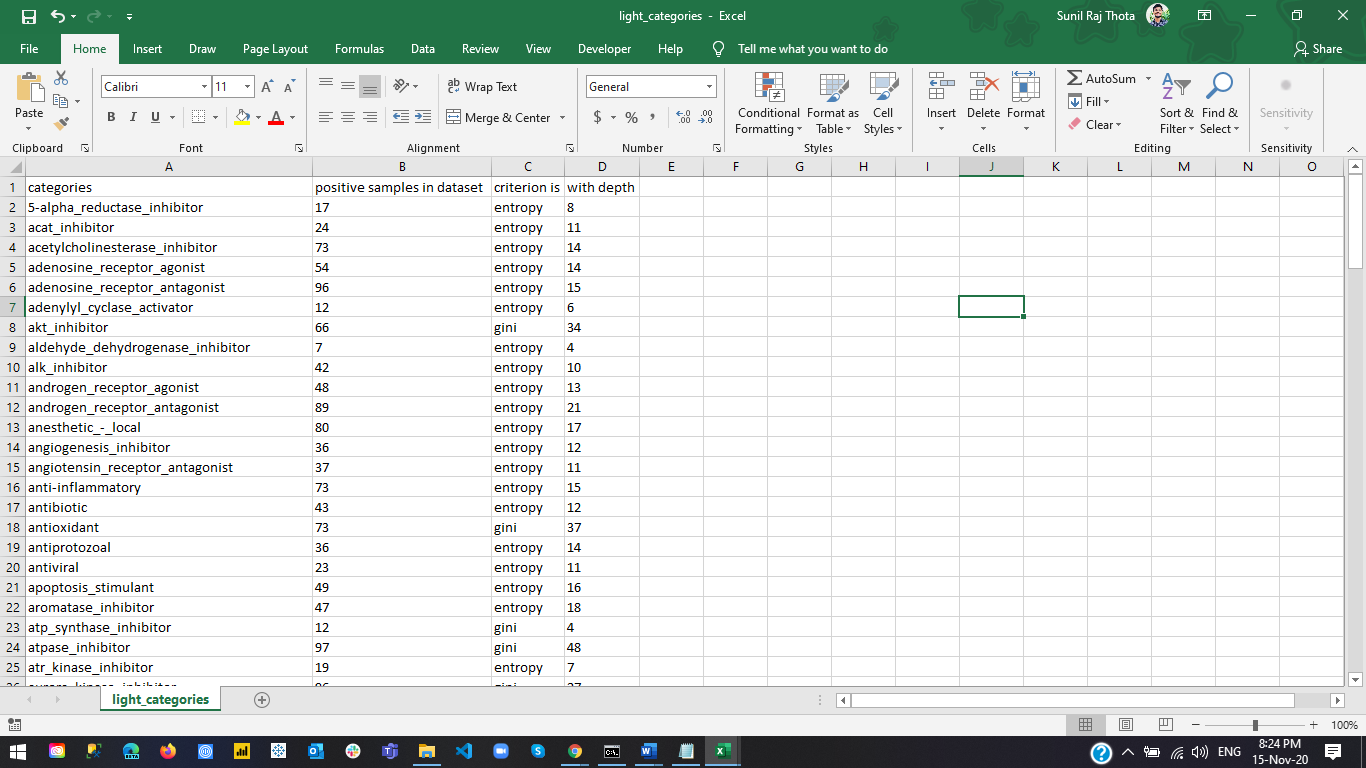 light_categories - Excel
Sunil Raj Thota
File Home Insert Draw Page Layout Formulas Data Review View Developer Help Tell me what you want to do Share
Paste
Clipboard
Calibri 11
B I U
Font
Wrap Text
Merge & Center
Alignment
General
$ % ,
Number
Conditional Formatting
Format as Table
Cell Styles
Styles
Insert Delete Format
Cells
AutoSum
Fill
Clear
Sort & Filter
Find & Select
Editing
Sensitivity
Sensitivity
A B C D E F G H I J K L M N O
1 categories positive samples in dataset criterion is with depth
2 5-alpha_reductase_inhibitor 17 entropy 8
3 acat_inhibitor 24 entropy 11
4 acetylcholinesterase_inhibitor 73 entropy 14
5 adenosine_receptor_agonist 54 entropy 14
6 adenosine_receptor_antagonist 96 entropy 15
7 adenylyl_cyclase_activator 12 entropy 6
8 akt_inhibitor 66 gini 34
9 aldehyde_dehydrogenase_inhibitor 7 entropy 4
10 alk_inhibitor 42 entropy 10
11 androgen_receptor_agonist 48 entropy 13
12 androgen_receptor_antagonist 89 entropy 21
13 anesthetic_-_local 80 entropy 17
14 angiogenesis_inhibitor 36 entropy 12
15 angiotensin_receptor_antagonist 37 entropy 11
16 anti-inflammatory 73 entropy 15
17 antibiotic 43 entropy 12
18 antioxidant 73 gini 37
19 antiprotozoal 36 entropy 14
20 antiviral 23 entropy 11
21 apoptosis_stimulant 49 entropy 16
22 aromatase_inhibitor 47 entropy 18
23 atp_synthase_inhibitor 12 gini 4
24 atpase_inhibitor 97 gini 48
25 atr_kinase_inhibitor 19 entropy 7
light_categories
100%
ENG
8:24 PM
15-Nov-20